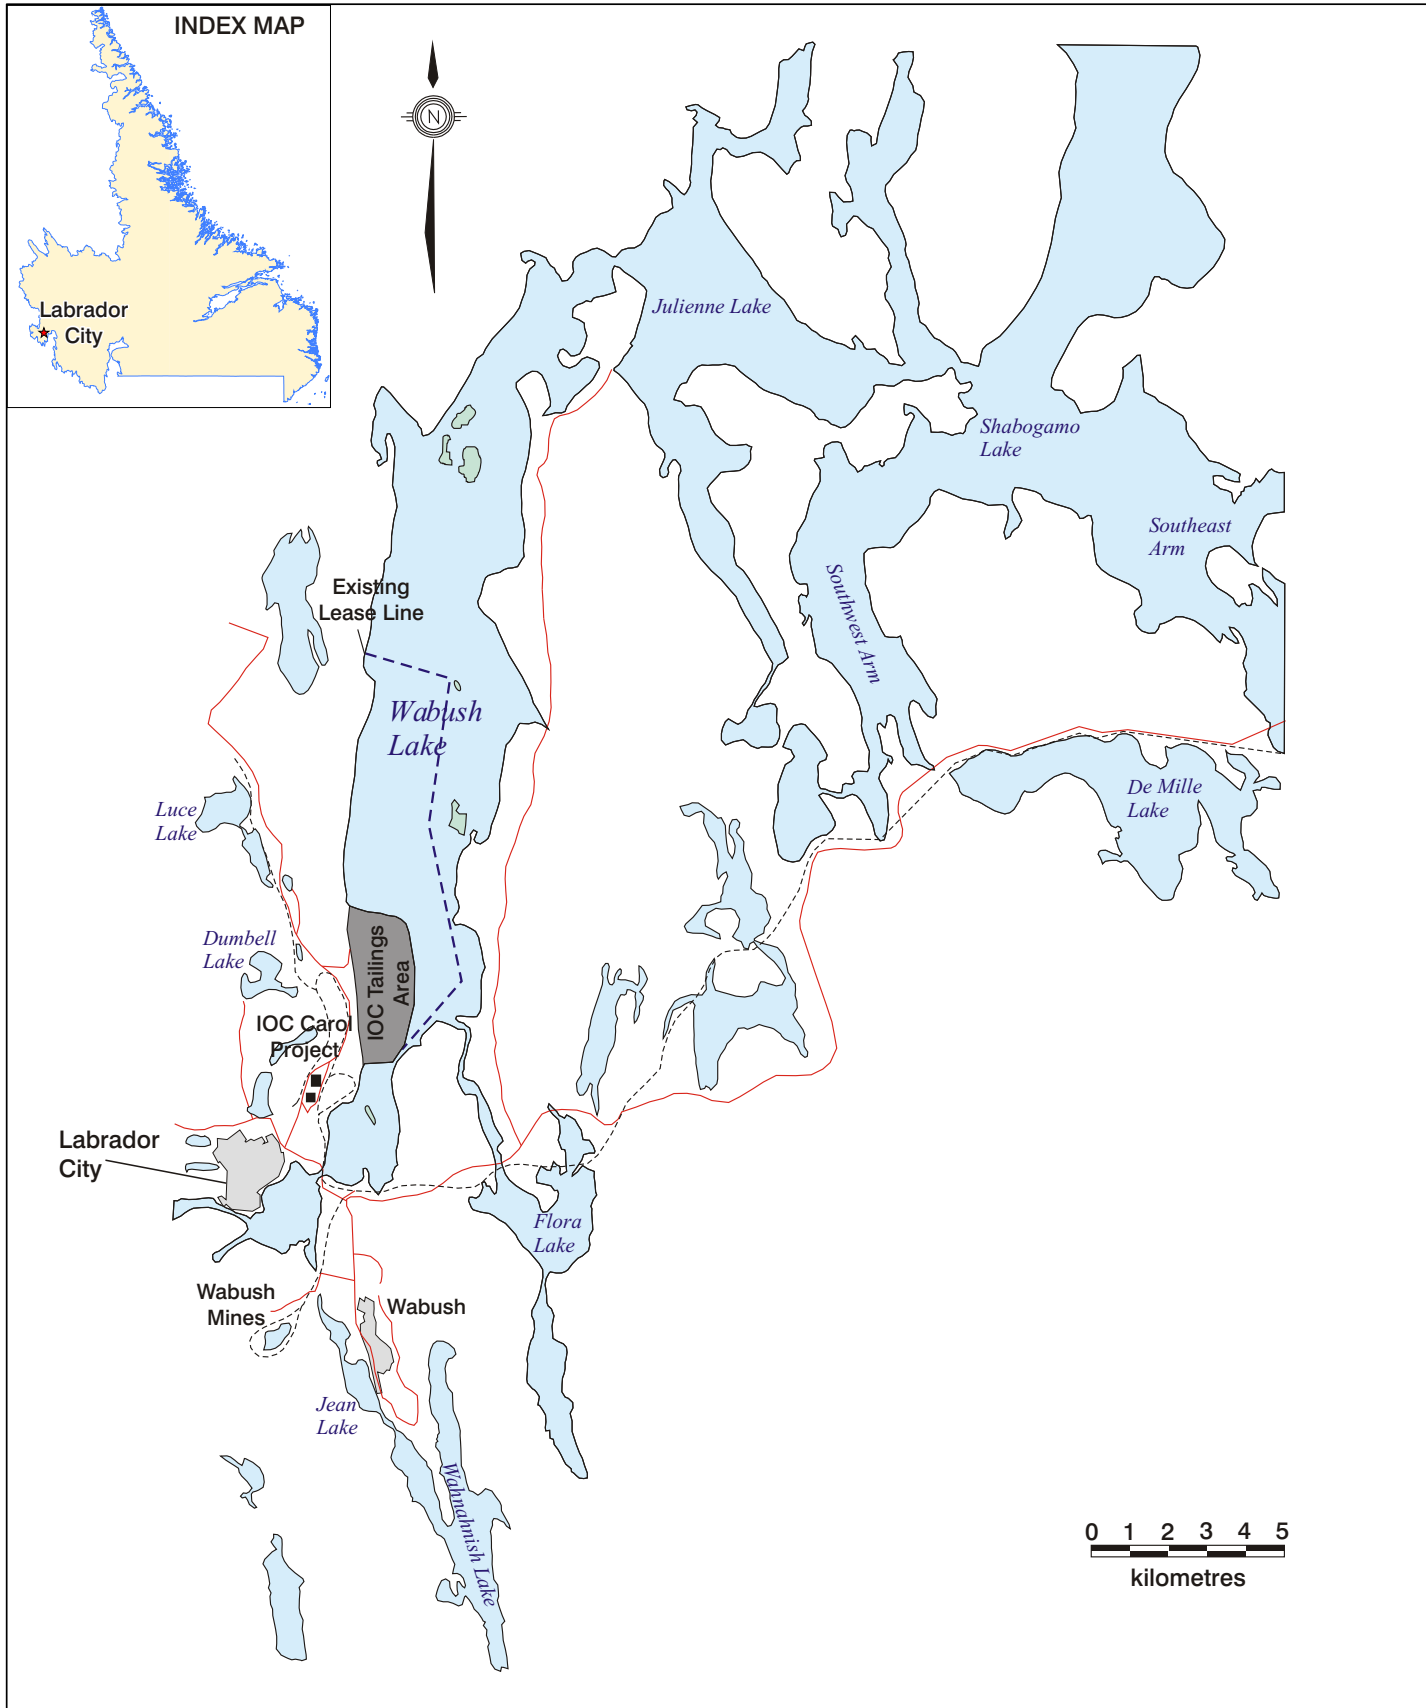 INDEX MAP
Labrador
City
N
Julienne Lake
Shabogamo
Lake
Southeast
Arm
Southwest Arm
Existing
Lease Line
Wabush
Lake
De Mille
Lake
Luce
Lake
Dumbell
Lake
IOC Tailings
Area
IOC Carol
Project
Labrador
City
Flora
Lake
Wabush
Mines
Wabush
Jean
Lake
Wahnahnish Lake
0 1 2 3 4 5
kilometres